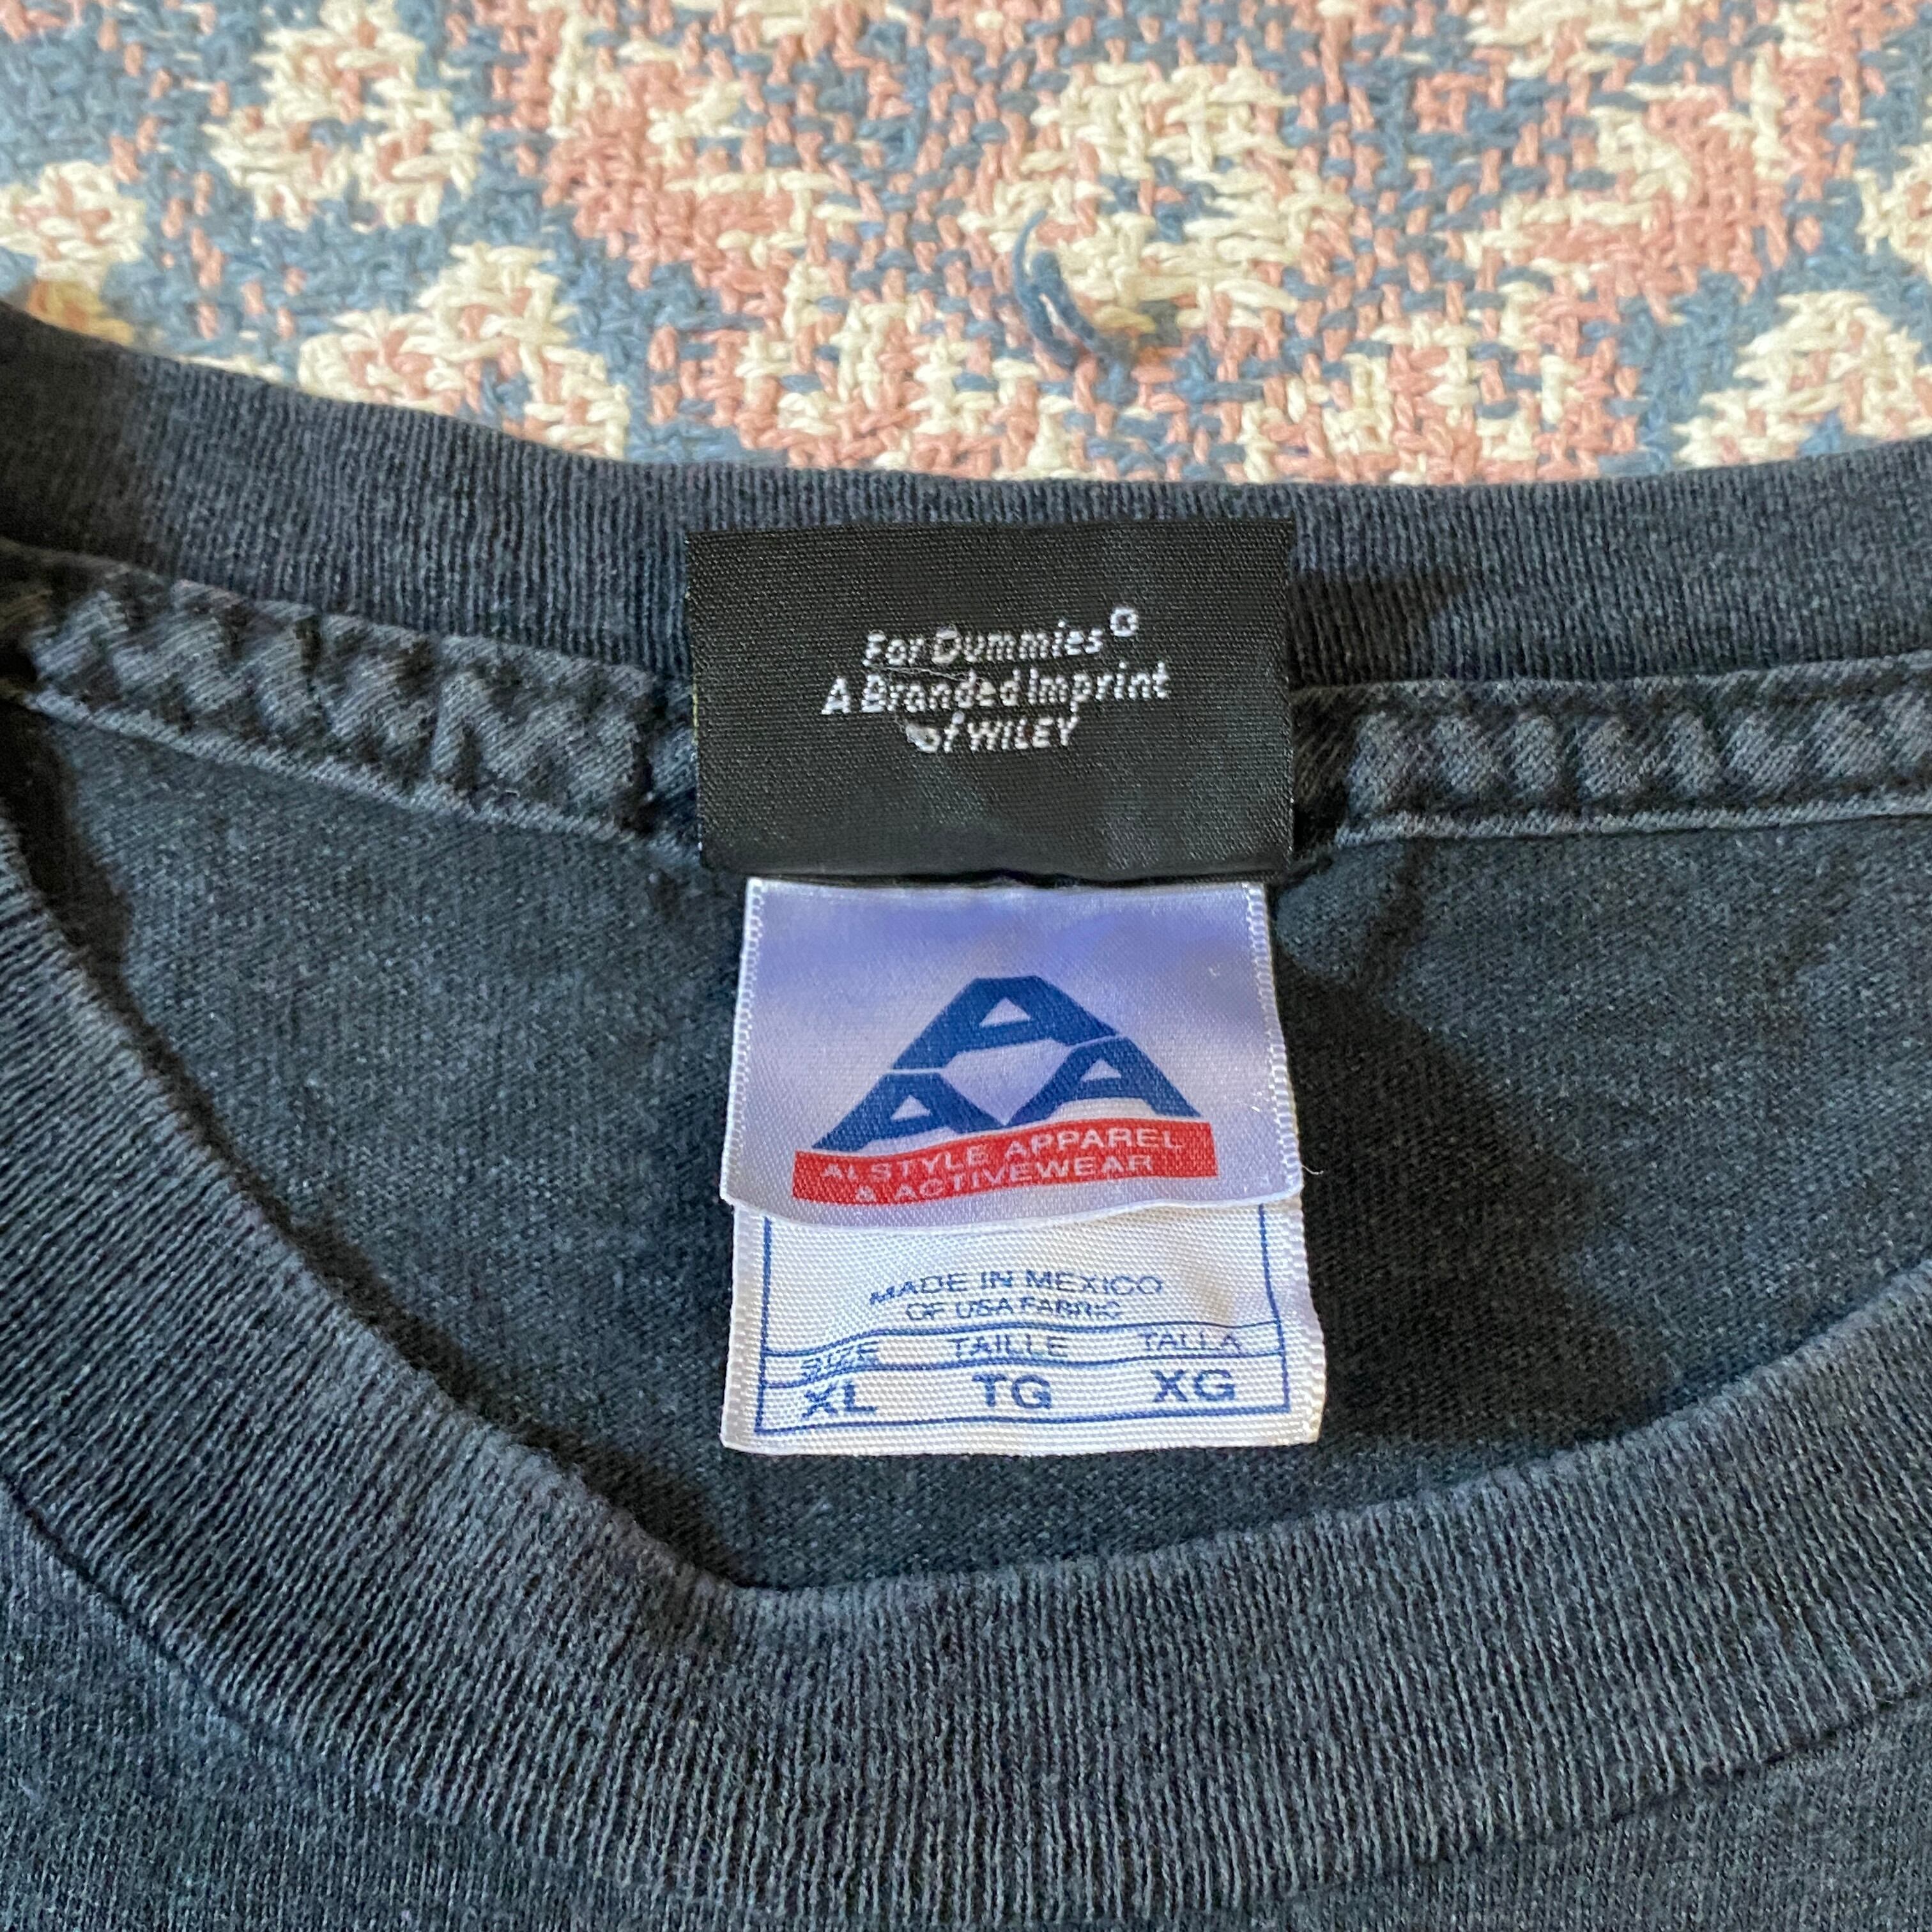 For Dummies®
A Branded Imprint
of WILEY
AAA
ALSTYLE APPAREL
& ACTIVEWEAR
MADE IN MEXICO
OF USA FABRIC
SIZE TAILLE TALLA
XL TG XG